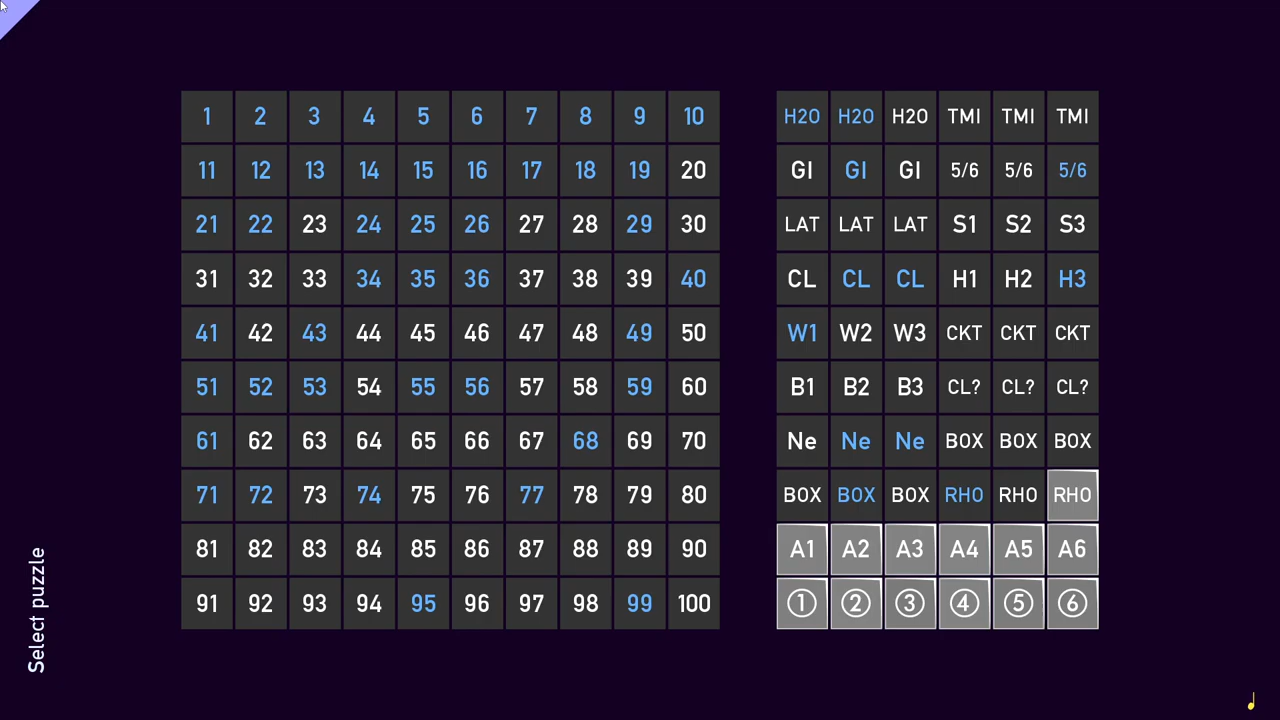 1 2 3 4 5 6 7 8 9 10 H2O H2O H2O TMI TMI TMI
11 12 13 14 15 16 17 18 19 20 GI GI GI 5/6 5/6 5/6
21 22 23 24 25 26 27 28 29 30 LAT LAT LAT S1 S2 S3
31 32 33 34 35 36 37 38 39 40 CL CL CL H1 H2 H3
41 42 43 44 45 46 47 48 49 50 W1 W2 W3 CKT CKT CKT
51 52 53 54 55 56 57 58 59 60 B1 B2 B3 CL? CL? CL?
61 62 63 64 65 66 67 68 69 70 Ne Ne Ne BOX BOX BOX
71 72 73 74 75 76 77 78 79 80 BOX BOX BOX RHO RHO RHO
81 82 83 84 85 86 87 88 89 90 A1 A2 A3 A4 A5 A6
91 92 93 94 95 96 97 98 99 100 ① ② ③ ④ ⑤ ⑥
Select puzzle